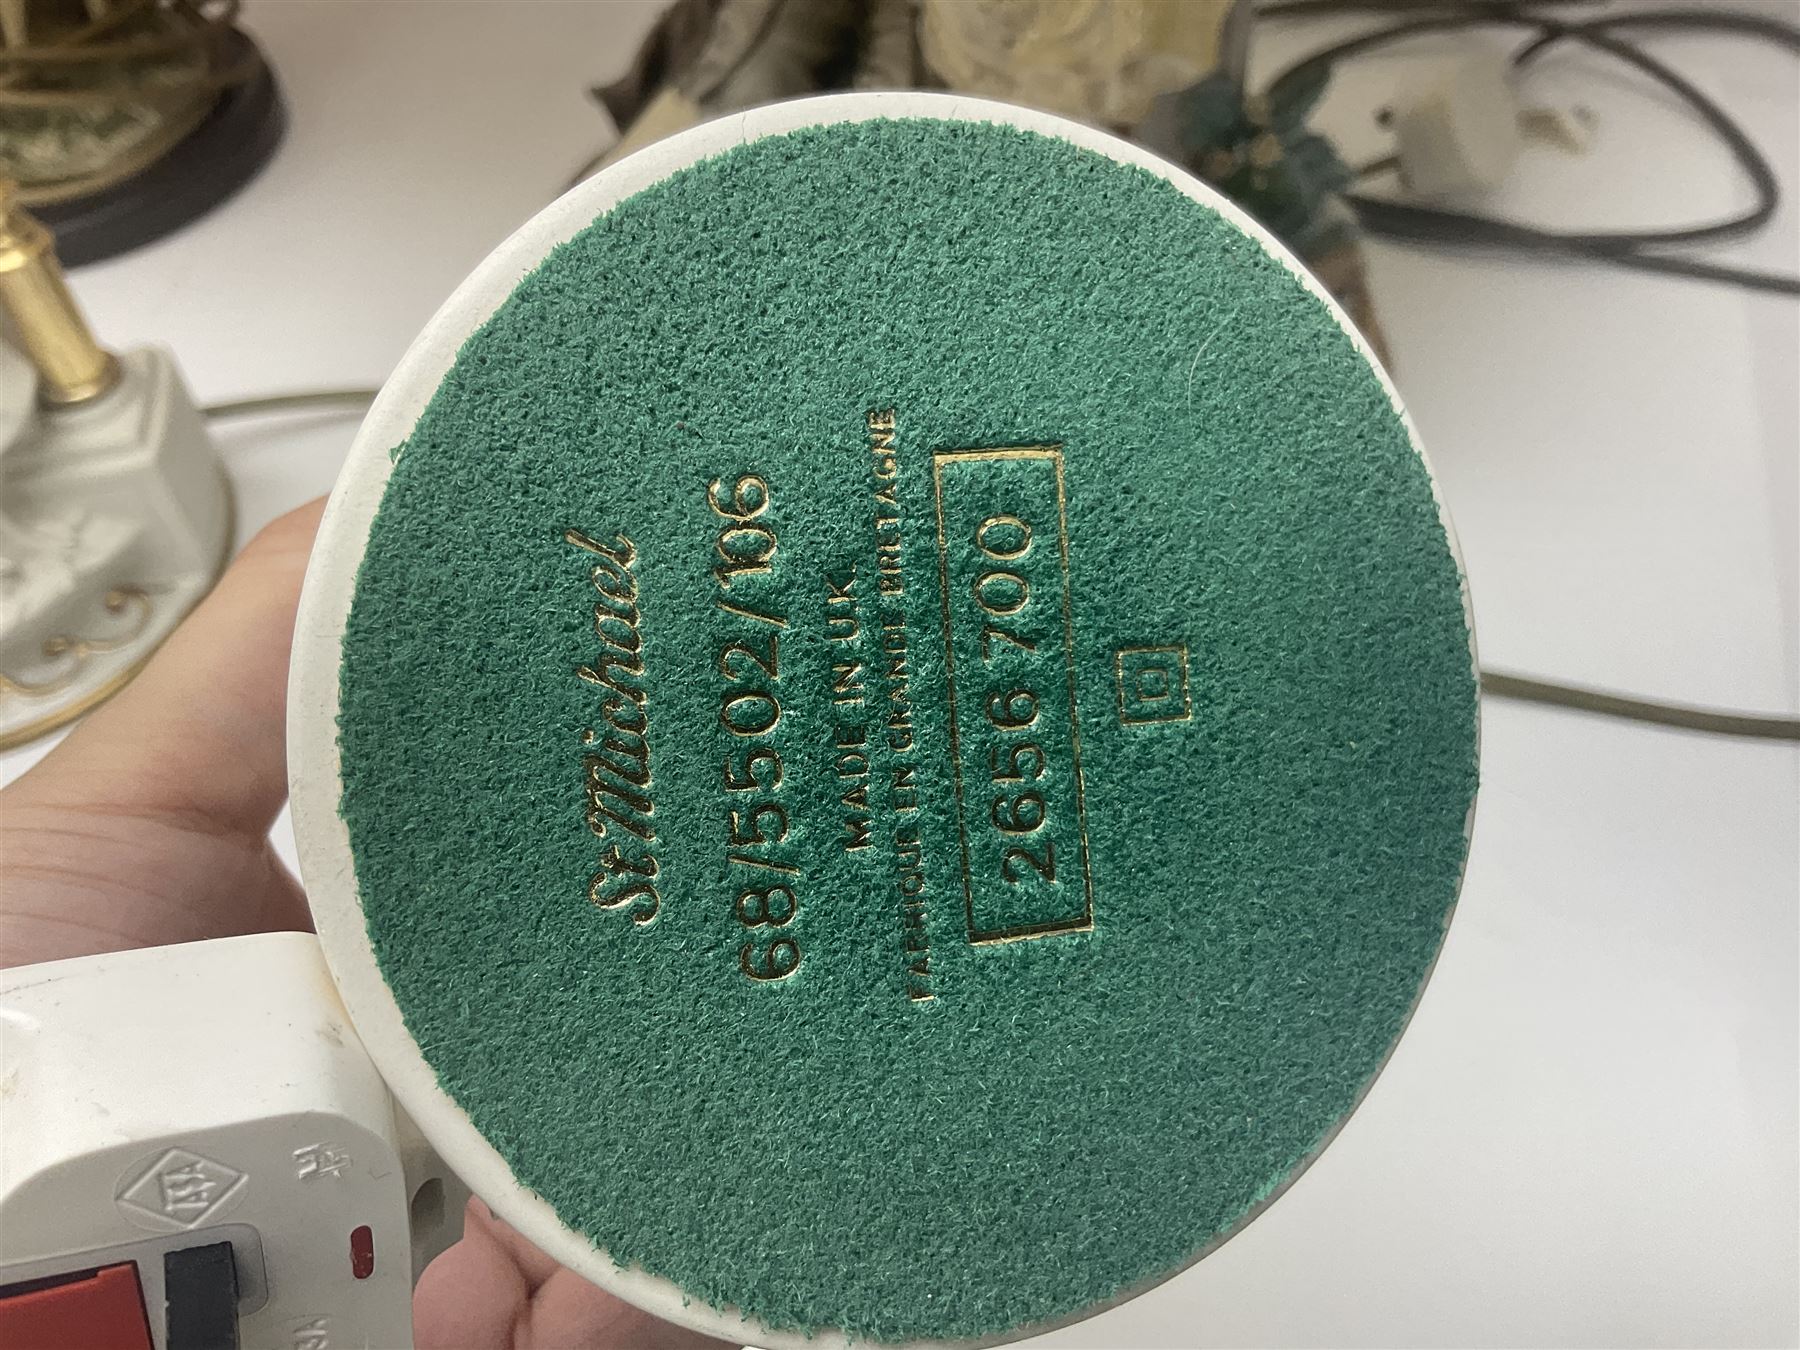 St Michael
68/5502/106
MADE IN U.K.
FABRIQUE EN GRANDE BRETAGNE
2656 700